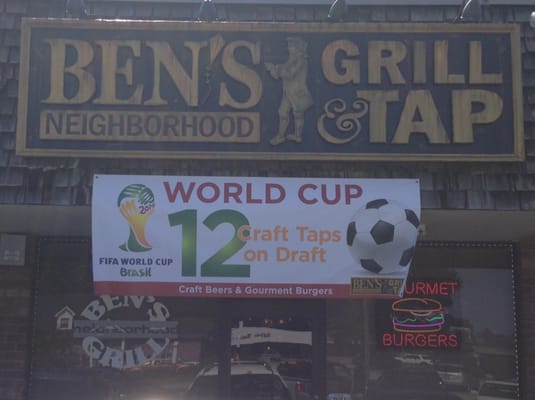 BEN'S GRILL
NEIGHBORHOOD & TAP
WORLD CUP
12 Craft Taps
on Draft
FIFA WORLD CUP
Brasil
Craft Beers & Gourment Burgers
BEN'S
BEN'S
neighborhood
GRILL
URMET
BURGERS